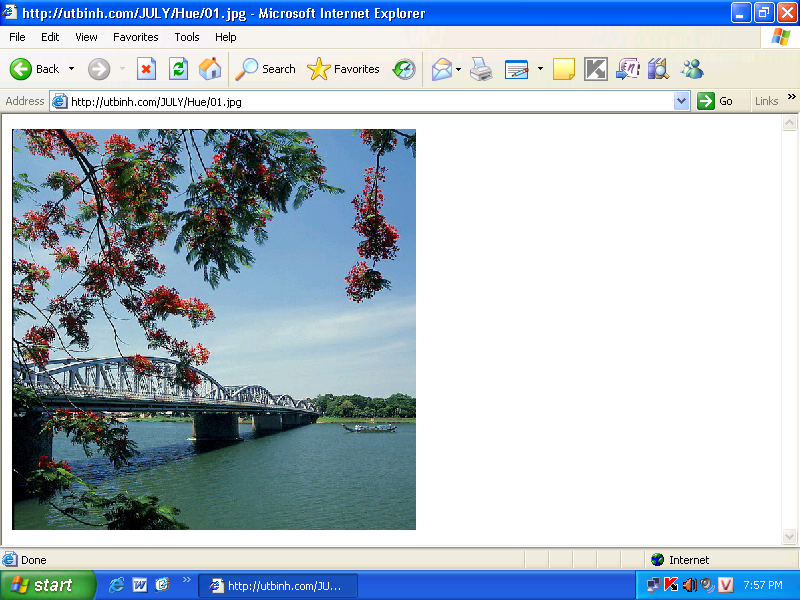 http://utbinh.com/JULY/Hue/01.jpg - Microsoft Internet Explorer
File Edit View Favorites Tools Help
Back Search Favorites
Address http://utbinh.com/JULY/Hue/01.jpg Go Links »
Done Internet
start » http://utbinh.com/JU... 7:57 PM